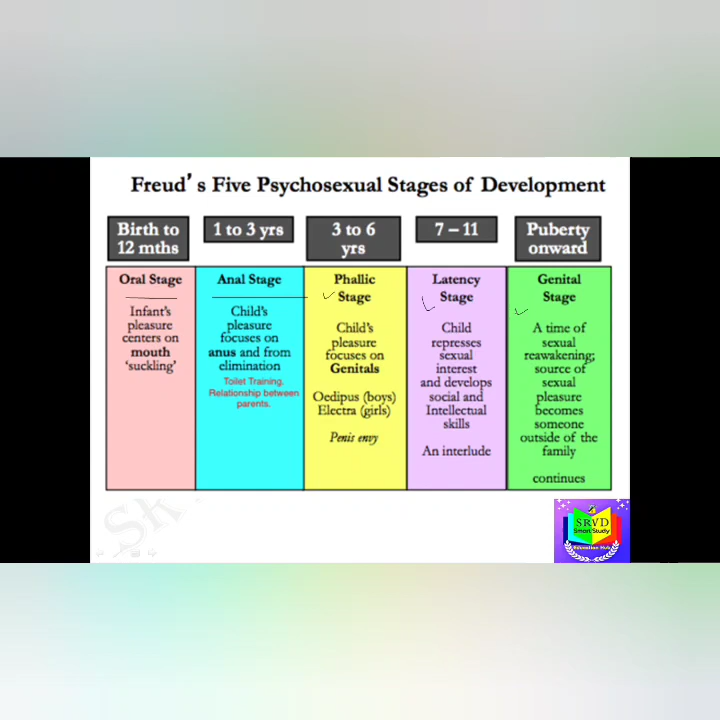 Freud's Five Psychosexual Stages of Development
Birth to
12 mths
1 to 3 yrs
3 to 6
yrs
7 – 11
Puberty
onward
Oral Stage
Infant's
pleasure
centers on
mouth
'suckling'
Anal Stage
Child's
pleasure
focuses on
anus and from
elimination
Toilet Training.
Relationship between
parents.
Phallic
Stage
Child's
pleasure
focuses on
Genitals
Oedipus (boys)
Electra (girls)
Penis envy
Latency
Stage
Child
represses
sexual
interest
and develops
social and
Intellectual
skills
An interlude
Genital
Stage
A time of
sexual
reawakening;
source of
sexual
pleasure
becomes
someone
outside of the
family
continues
SRVD
Smart Study
Education Hub